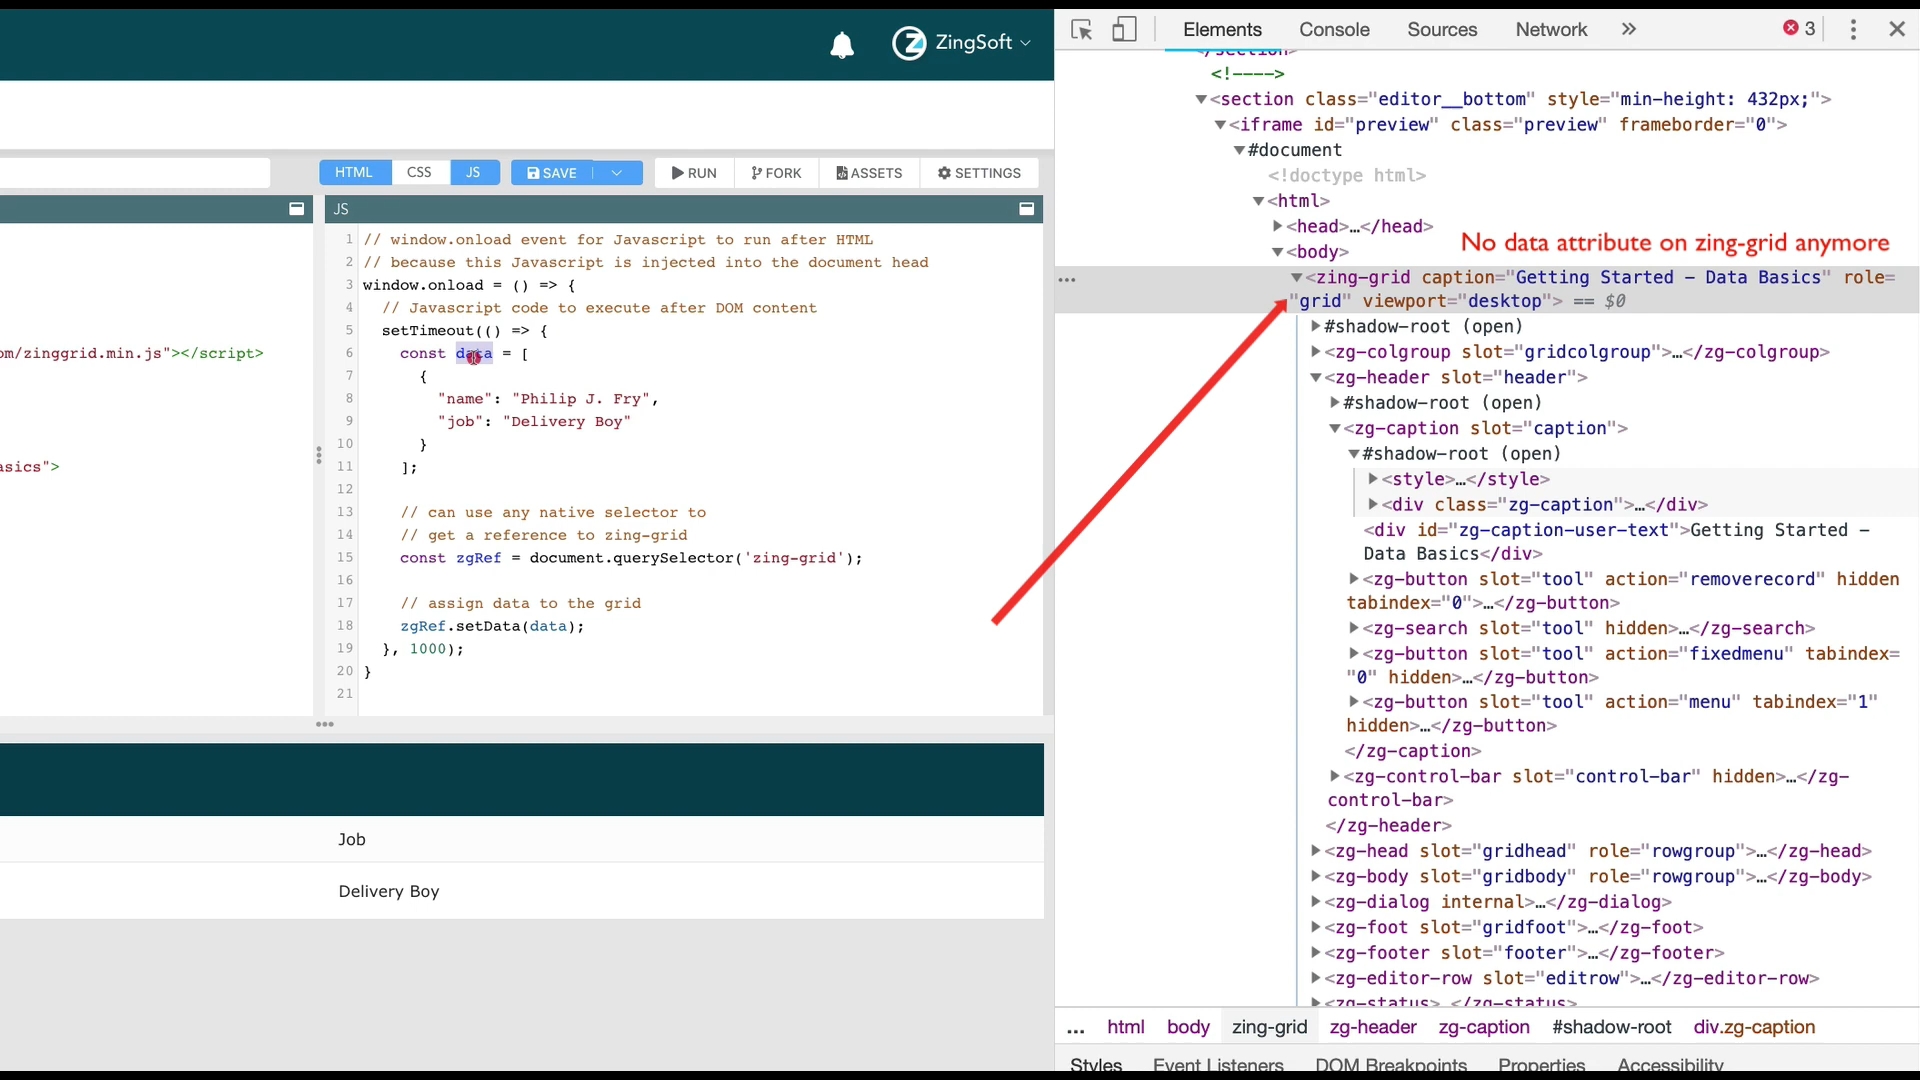 ZingSoft
HTML CSS JS SAVE RUN FORK ASSETS SETTINGS
JS
om/zinggrid.min.js"></script>
asics">
1 // window.onload event for Javascript to run after HTML
2 // because this Javascript is injected into the document head
3 window.onload = () => {
4 // Javascript code to execute after DOM content
5 setTimeout(() => {
6 const data = [
7 {
8 "name": "Philip J. Fry",
9 "job": "Delivery Boy"
10 }
11 ];
12
13 // can use any native selector to
14 // get a reference to zing-grid
15 const zgRef = document.querySelector('zing-grid');
16
17 // assign data to the grid
18 zgRef.setData(data);
19 }, 1000);
20 }
21
Job
Delivery Boy
Elements Console Sources Network » 3
</section>
<!---->
<section class="editor__bottom" style="min-height: 432px;">
<iframe id="preview" class="preview" frameborder="0">
#document
<!doctype html>
<html>
<head>…</head>
<body>
No data attribute on zing-grid anymore
<zing-grid caption="Getting Started - Data Basics" role=
"grid" viewport="desktop"> == $0
#shadow-root (open)
<zg-colgroup slot="gridcolgroup">…</zg-colgroup>
<zg-header slot="header">
#shadow-root (open)
<zg-caption slot="caption">
#shadow-root (open)
<style>…</style>
<div class="zg-caption">…</div>
<div id="zg-caption-user-text">Getting Started -
Data Basics</div>
<zg-button slot="tool" action="removerecord" hidden
tabindex="0">…</zg-button>
<zg-search slot="tool" hidden>…</zg-search>
<zg-button slot="tool" action="fixedmenu" tabindex=
"0" hidden>…</zg-button>
<zg-button slot="tool" action="menu" tabindex="1"
hidden>…</zg-button>
</zg-caption>
<zg-control-bar slot="control-bar" hidden>…</zg-
control-bar>
</zg-header>
<zg-head slot="gridhead" role="rowgroup">…</zg-head>
<zg-body slot="gridbody" role="rowgroup">…</zg-body>
<zg-dialog internal>…</zg-dialog>
<zg-foot slot="gridfoot">…</zg-foot>
<zg-footer slot="footer">…</zg-footer>
<zg-editor-row slot="editrow">…</zg-editor-row>
<zg-status> </zg-status>
... html body zing-grid zg-header zg-caption #shadow-root div.zg-caption
Styles Event Listeners DOM Breakpoints Properties Accessibility